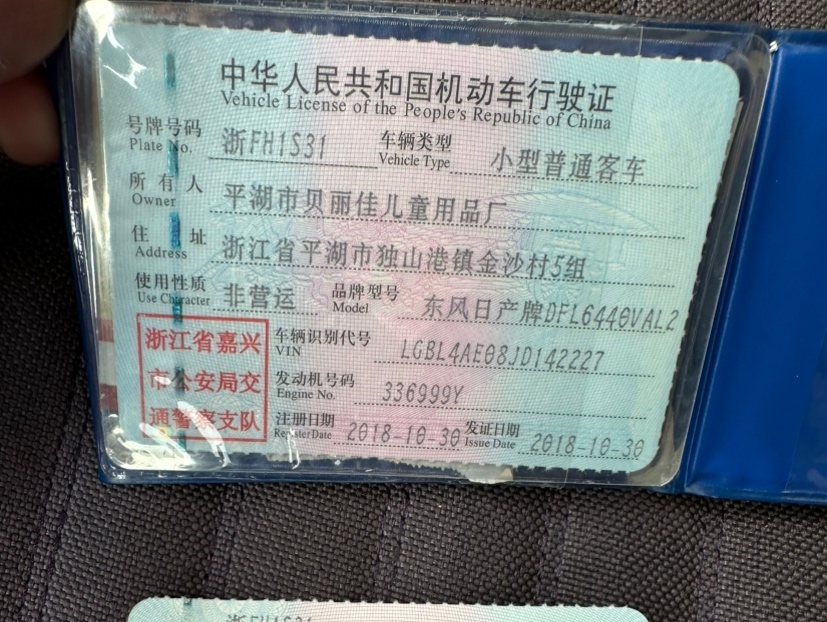 中华人民共和国机动车行驶证
Vehicle License of the People's Republic of China
号牌号码 浙FH1S31 车辆类型 小型普通客车
Plate No. Vehicle Type
所有人 平湖市贝丽佳儿童用品厂
Owner
住址 浙江省平湖市独山港镇金沙村5组
Address
使用性质 非营运 品牌型号 东风日产牌DFL6440VAL2
Use Character Model
浙江省嘉兴
市公安局交
通警察支队
车辆识别代号 LGBL4AE08JD142227
VIN
发动机号码 336999Y
Engine No.
注册日期 2018-10-30 发证日期 2018-10-30
Register Date Issue Date
浙FH1S31